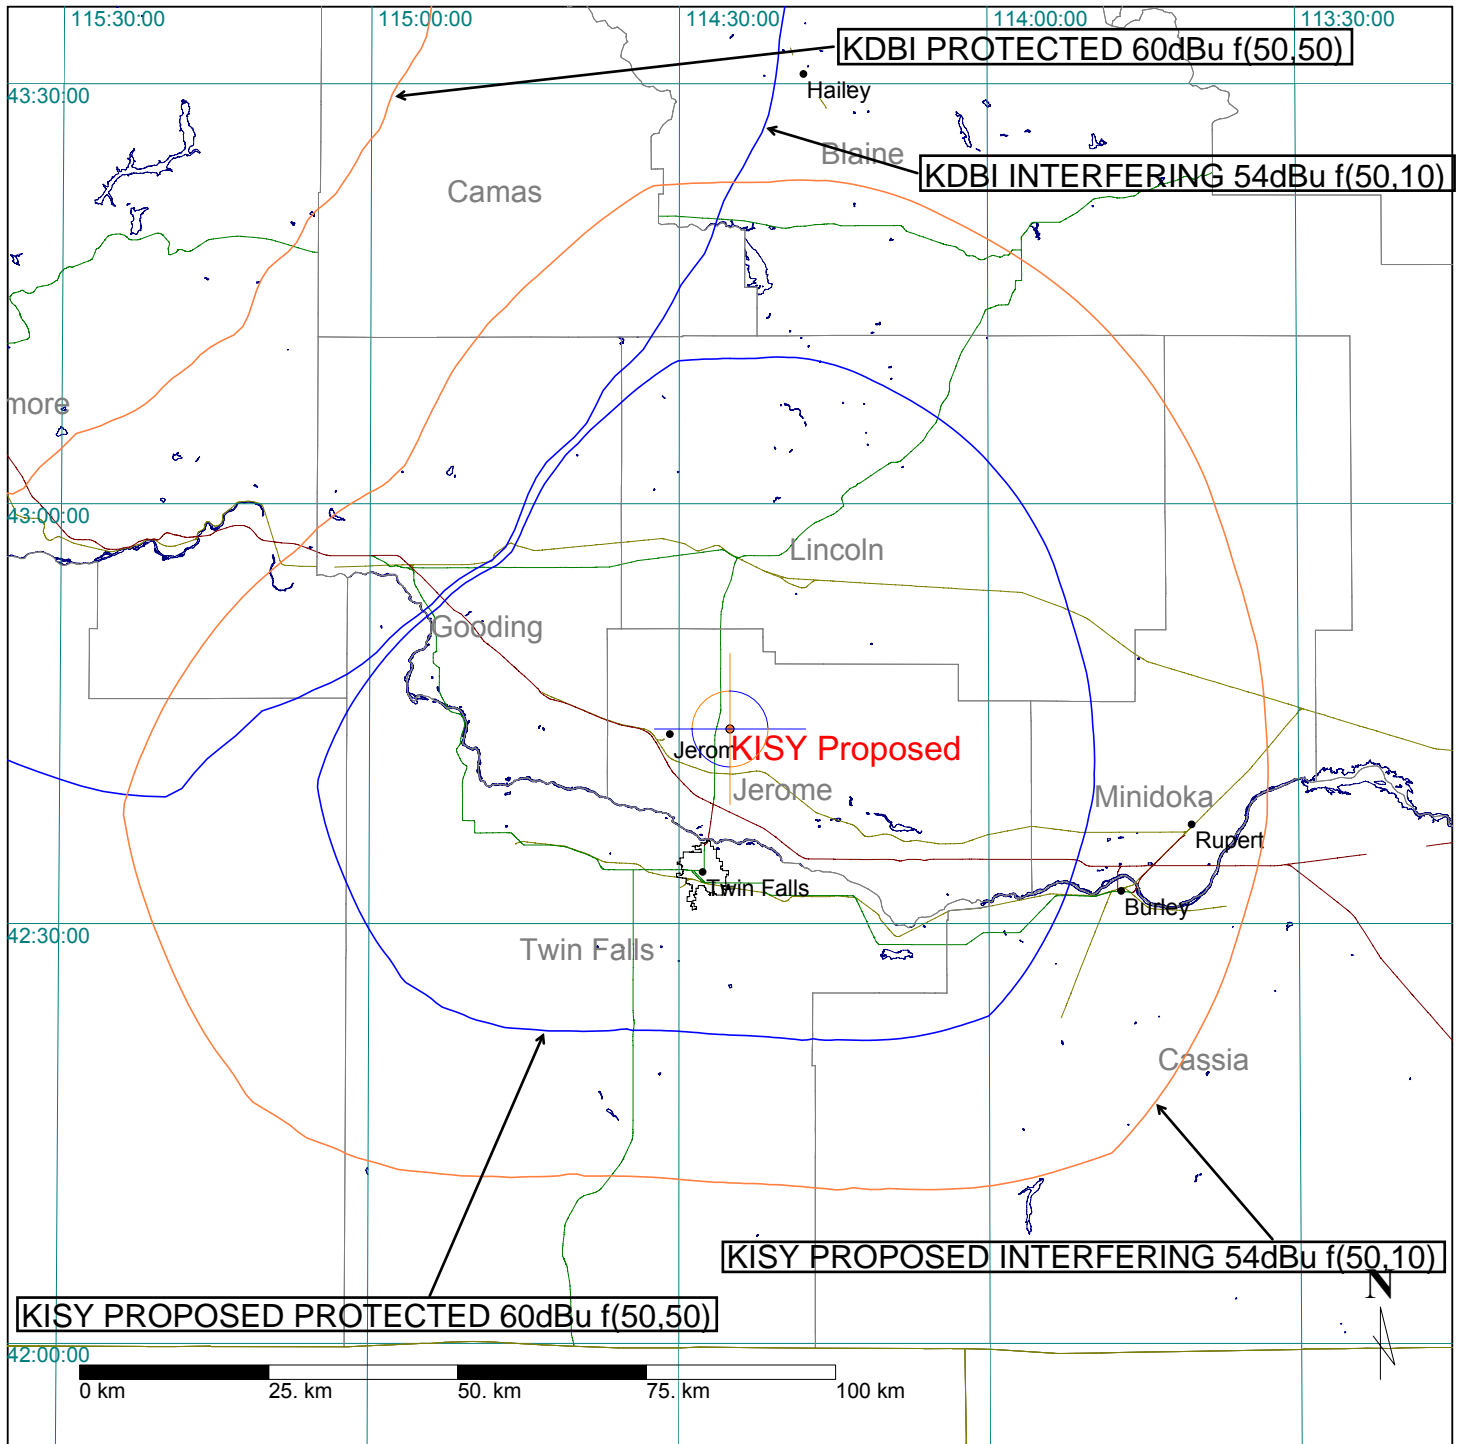 115:30:00
115:00:00
114:30:00
114:00:00
113:30:00
KDBI PROTECTED 60dBu f(50,50)
43:30:00
Hailey
Blaine
KDBI INTERFERING 54dBu f(50,10)
Camas
more
43:00:00
Lincoln
Gooding
Jerom
KISY Proposed
Jerome
Minidoka
Rupert
Twin Falls
Burley
42:30:00
Twin Falls
Cassia
KISY PROPOSED INTERFERING 54dBu f(50,10)
N
KISY PROPOSED PROTECTED 60dBu f(50,50)
42:00:00
0 km
25. km
50. km
75. km
100 km